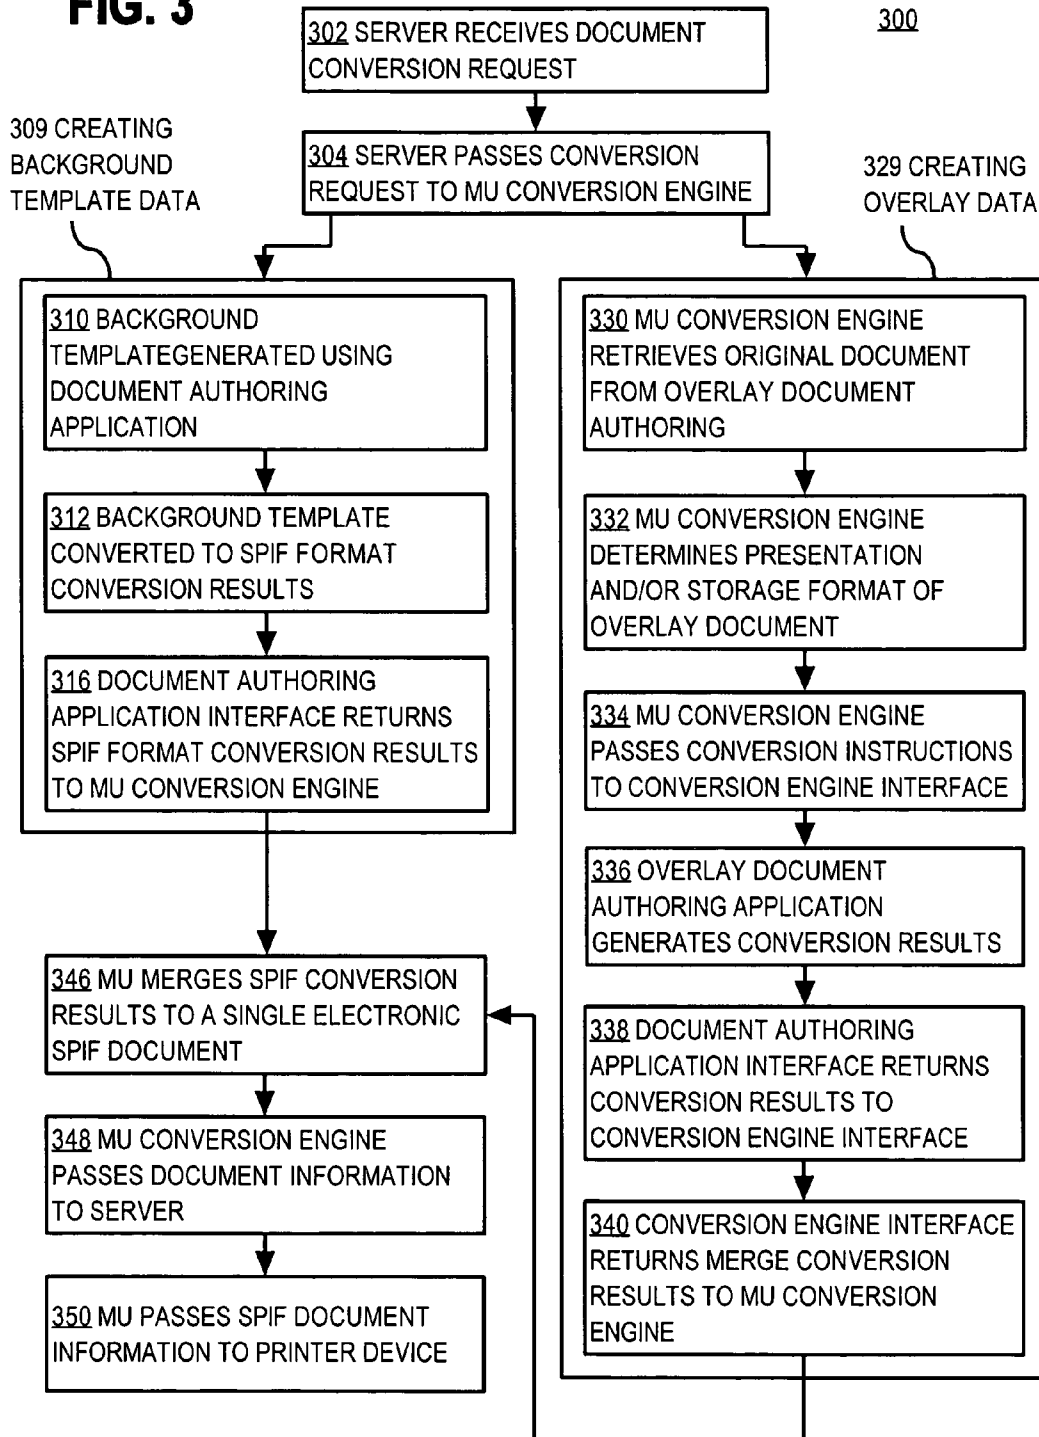 FIG. 3
300
302 SERVER RECEIVES DOCUMENT
CONVERSION REQUEST
304 SERVER PASSES CONVERSION
REQUEST TO MU CONVERSION ENGINE
309 CREATING
BACKGROUND
TEMPLATE DATA
310 BACKGROUND
TEMPLATEGENERATED USING
DOCUMENT AUTHORING
APPLICATION
312 BACKGROUND TEMPLATE
CONVERTED TO SPIF FORMAT
CONVERSION RESULTS
316 DOCUMENT AUTHORING
APPLICATION INTERFACE RETURNS
SPIF FORMAT CONVERSION RESULTS
TO MU CONVERSION ENGINE
329 CREATING
OVERLAY DATA
330 MU CONVERSION ENGINE
RETRIEVES ORIGINAL DOCUMENT
FROM OVERLAY DOCUMENT
AUTHORING
332 MU CONVERSION ENGINE
DETERMINES PRESENTATION
AND/OR STORAGE FORMAT OF
OVERLAY DOCUMENT
334 MU CONVERSION ENGINE
PASSES CONVERSION INSTRUCTIONS
TO CONVERSION ENGINE INTERFACE
336 OVERLAY DOCUMENT
AUTHORING APPLICATION
GENERATES CONVERSION RESULTS
338 DOCUMENT AUTHORING
APPLICATION INTERFACE RETURNS
CONVERSION RESULTS TO
CONVERSION ENGINE INTERFACE
340 CONVERSION ENGINE INTERFACE
RETURNS MERGE CONVERSION
RESULTS TO MU CONVERSION
ENGINE
346 MU MERGES SPIF CONVERSION
RESULTS TO A SINGLE ELECTRONIC
SPIF DOCUMENT
348 MU CONVERSION ENGINE
PASSES DOCUMENT INFORMATION
TO SERVER
350 MU PASSES SPIF DOCUMENT
INFORMATION TO PRINTER DEVICE